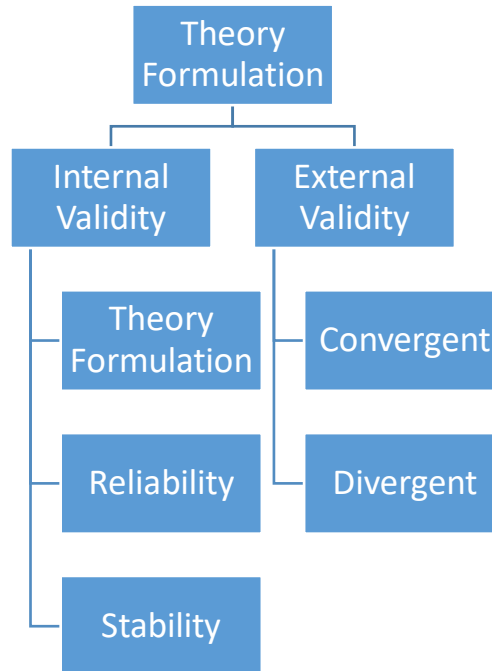 Theory
Formulation
Internal
Validity
External
Validity
Theory
Formulation
Reliability
Stability
Convergent
Divergent